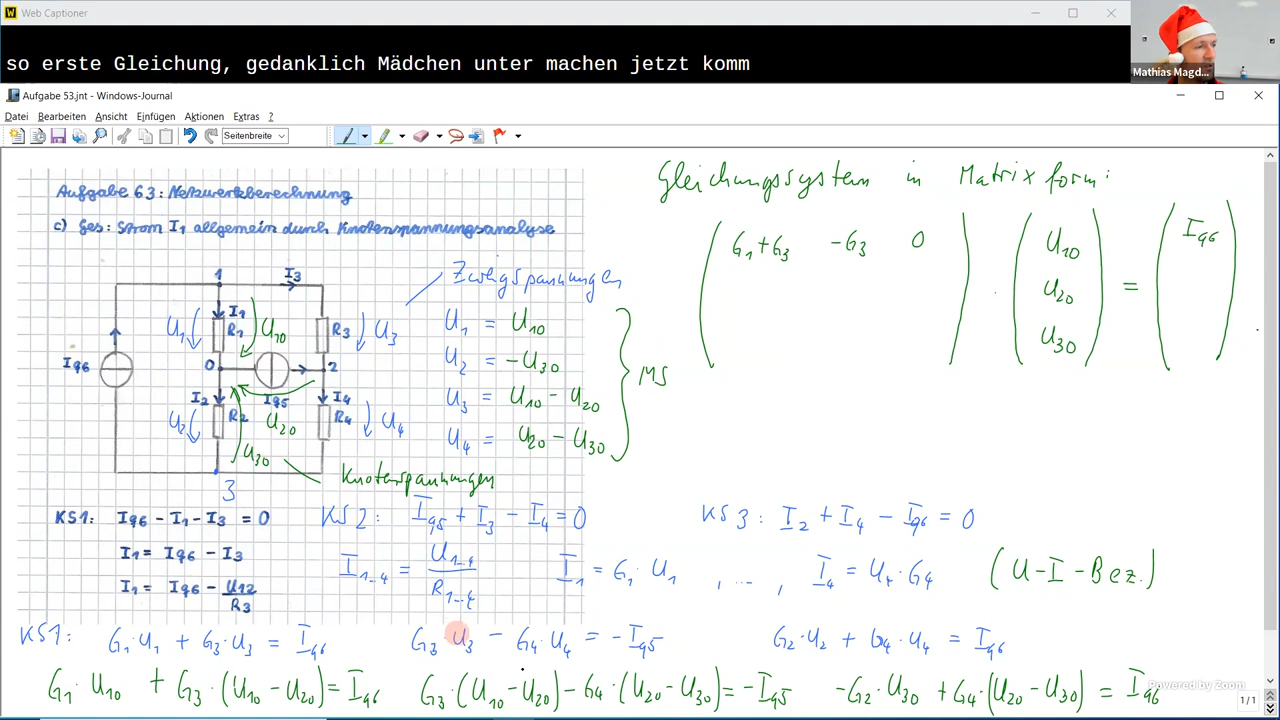 Web Captioner
so erste Gleichung, gedanklich Mädchen unter machen jetzt komm
Mathias Magd...
Aufgabe 53.jnt - Windows-Journal
Datei Bearbeiten Ansicht Einfügen Aktionen Extras ?
Seitenbreite
Aufgabe 63: Netzwerkberechnung
c) Ges: Strom I1 allgemein durch Knotenspannungsanalyse
Gleichungssystem in Matrixform:
G1+G3 -G3 0
U10
U20
U30
=
Iq6
Zweigspannungen
U1 = U10
U2 = -U30
U3 = U10 - U20
U4 = U20 - U30
MS
1
I3
I1
U1
R1
U10
R3
U3
Iq6
0
2
I2
Iq5
I4
U2
R2
U20
R4
U4
U30
3
Knotenspannungen
KS1: Iq6 - I1 - I3 = 0
I1 = Iq6 - I3
I1 = Iq6 - U12/R3
KS2: Iq5 + I3 - I4 = 0
KS3: I2 + I4 - Iq6 = 0
I1-4 = U1-4/R1-4
I1 = G1 · U1 , ... , I4 = U4 · G4 (U-I-Bez.)
KS1: G1·U1 + G3·U3 = Iq6
G3·U3 - G4·U4 = -Iq5
G2·U2 + G4·U4 = Iq6
G1·U10 + G3·(U10 - U20) = Iq6
G3·(U10 - U20) - G4·(U20 - U30) = -Iq5
-G2·U30 + G4·(U20 - U30) = Iq6
Powered by Zoom
1/1